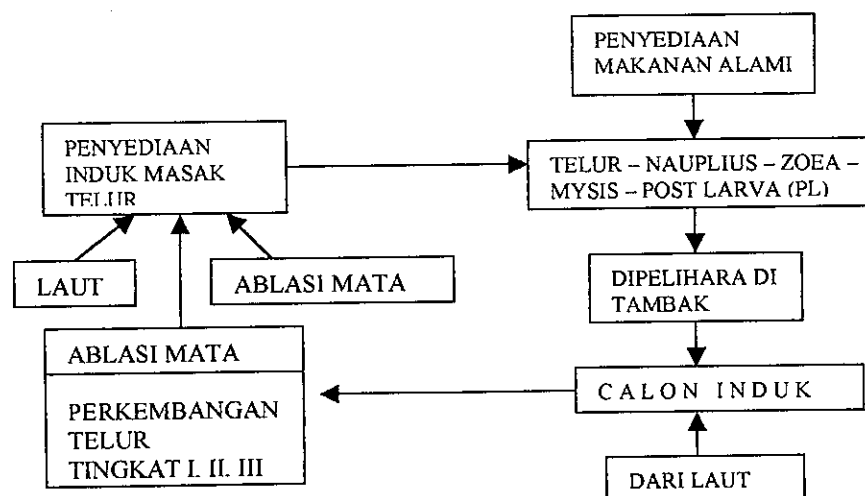 PENYEDIAAN
MAKANAN ALAMI
PENYEDIAAN
INDUK MASAK
TELUR
TELUR – NAUPLIUS – ZOEA –
MYSIS – POST LARVA (PL)
LAUT
ABLASI MATA
DIPELIHARA DI
TAMBAK
ABLASI MATA
PERKEMBANGAN
TELUR
TINGKAT I. II. III
CALON INDUK
DARI LAUT